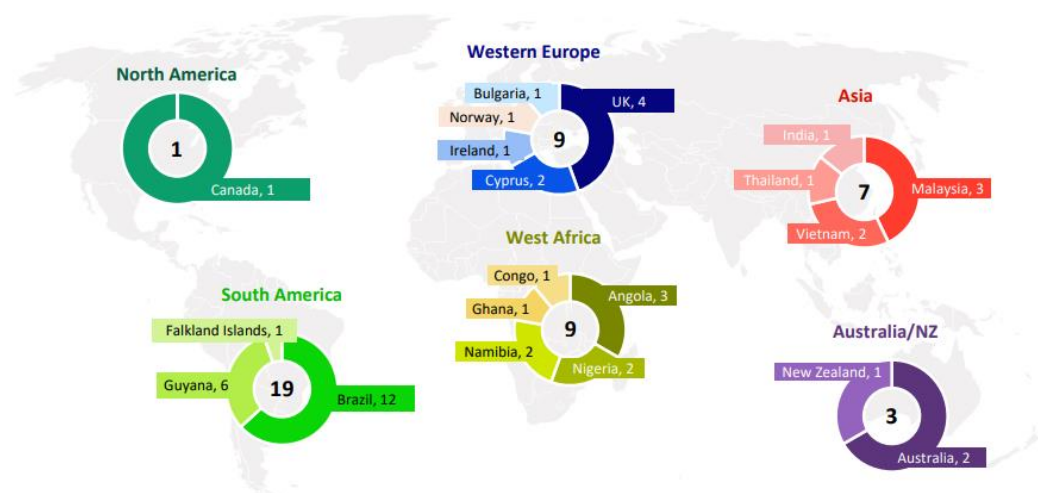 North America
1
Canada, 1
Western Europe
Bulgaria, 1
UK, 4
Norway, 1
9
Ireland, 1
Cyprus, 2
Asia
India, 1
Thailand, 1
7
Malaysia, 3
Vietnam, 2
West Africa
Congo, 1
Angola, 3
Ghana, 1
9
Namibia, 2
Nigeria, 2
South America
Falkland Islands, 1
Guyana, 6
19
Brazil, 12
Australia/NZ
New Zealand, 1
3
Australia, 2